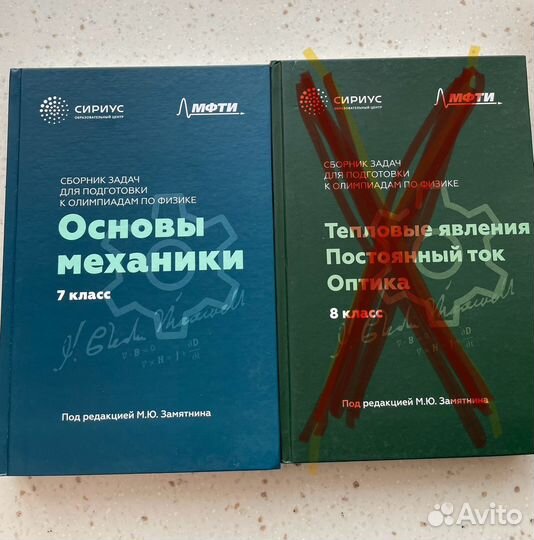 СИРИУС
ОБРАЗОВАТЕЛЬНЫЙ ЦЕНТР
МФТИ
СБОРНИК ЗАДАЧ
ДЛЯ ПОДГОТОВКИ
К ОЛИМПИАДАМ ПО ФИЗИКЕ
Основы
механики
7 класс
Под редакцией М.Ю. Замятнина
СИРИУС
ОБРАЗОВАТЕЛЬНЫЙ ЦЕНТР
МФТИ
СБОРНИК ЗАДАЧ
ДЛЯ ПОДГОТОВКИ
К ОЛИМПИАДАМ ПО ФИЗИКЕ
Тепловые явления
Постоянный ток
Оптика
8 класс
Под редакцией М.Ю. Замятнина
Avito